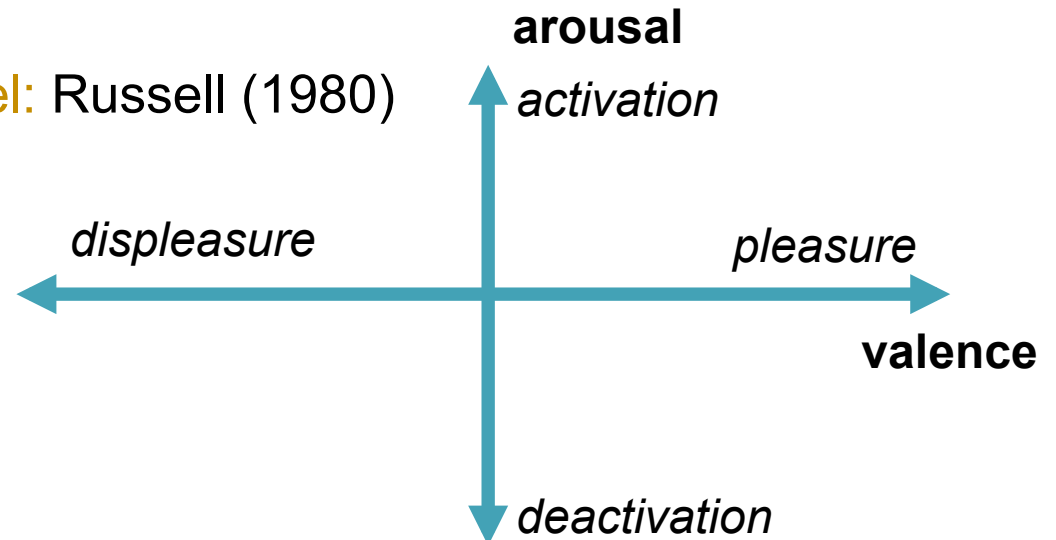 arousal
el: Russell (1980)
activation
displeasure
pleasure
valence
deactivation